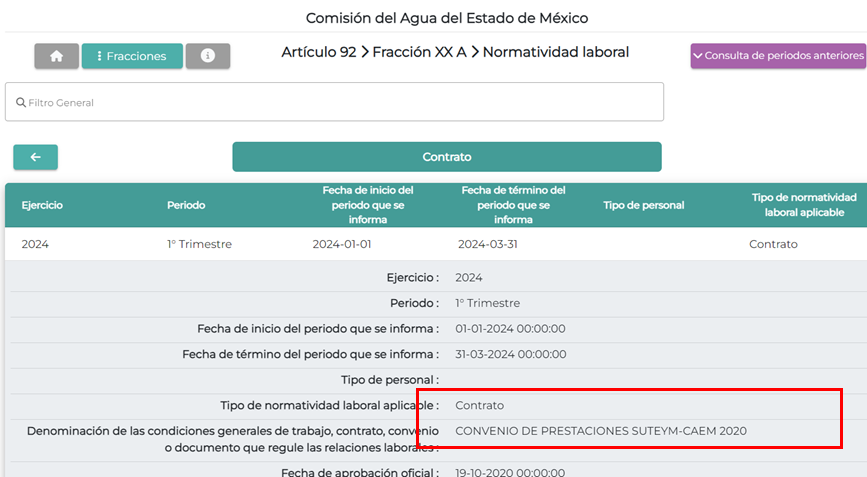 Comisión del Agua del Estado de México
Fracciones
Artículo 92 > Fracción XX A > Normatividad laboral
Consulta de periodos anteriores
Filtro General
Contrato
Ejercicio
Periodo
Fecha de inicio del
periodo que se
informa
Fecha de término del
periodo que se
informa
Tipo de personal
Tipo de normatividad
laboral aplicable
2024
1° Trimestre
2024-01-01
2024-03-31
Contrato
Ejercicio : 2024
Periodo : 1° Trimestre
Fecha de inicio del periodo que se informa : 01-01-2024 00:00:00
Fecha de término del periodo que se informa : 31-03-2024 00:00:00
Tipo de personal :
Tipo de normatividad laboral aplicable : Contrato
Denominación de las condiciones generales de trabajo, contrato, convenio CONVENIO DE PRESTACIONES SUTEYM-CAEM 2020
o documento que regule las relaciones laborales :
Fecha de aprobación oficial : 19-10-2020 00:00:00